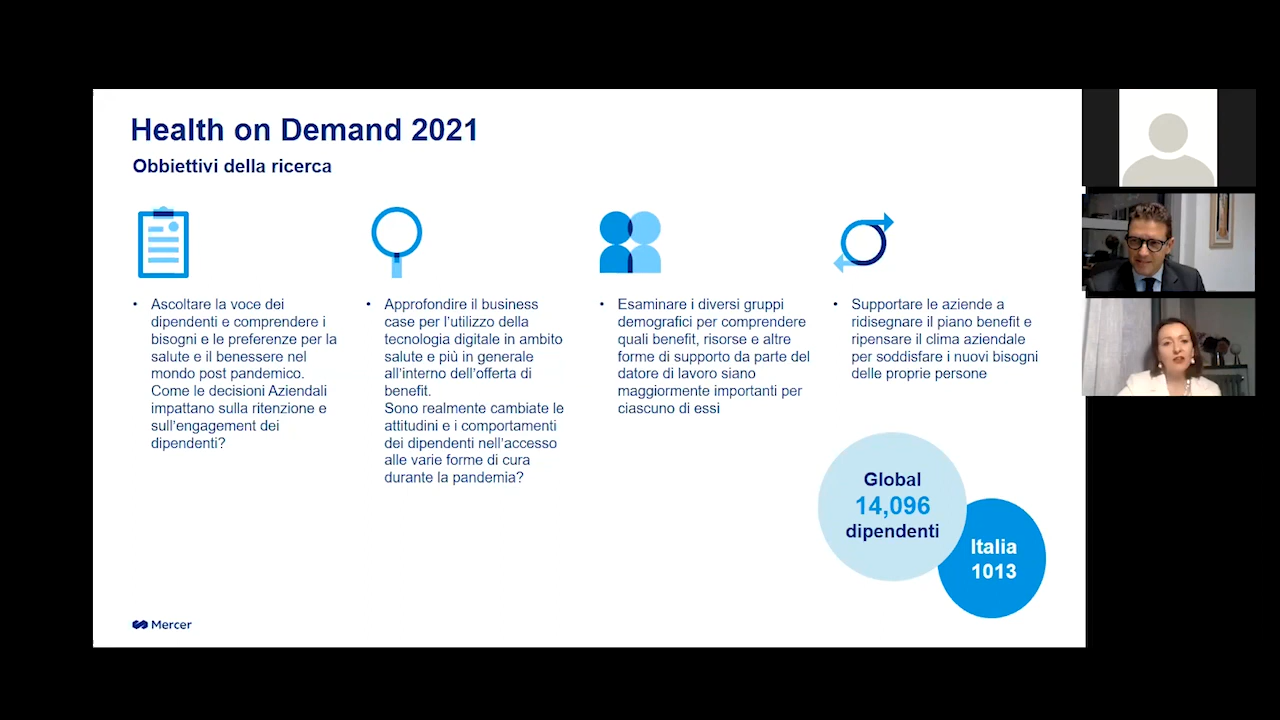 Health on Demand 2021
Obbiettivi della ricerca
• Ascoltare la voce dei
dipendenti e comprendere i
bisogni e le preferenze per la
salute e il benessere nel
mondo post pandemico.
Come le decisioni Aziendali
impattano sulla ritenzione e
sull'engagement dei
dipendenti?
• Approfondire il business
case per l'utilizzo della
tecnologia digitale in ambito
salute e più in generale
all'interno dell'offerta di
benefit.
Sono realmente cambiate le
attitudini e i comportamenti
dei dipendenti nell'accesso
alle varie forme di cura
durante la pandemia?
• Esaminare i diversi gruppi
demografici per comprendere
quali benefit, risorse e altre
forme di supporto da parte del
datore di lavoro siano
maggiormente importanti per
ciascuno di essi
• Supportare le aziende a
ridisegnare il piano benefit e
ripensare il clima aziendale
per soddisfare i nuovi bisogni
delle proprie persone
Global
14,096
dipendenti
Italia
1013
Mercer